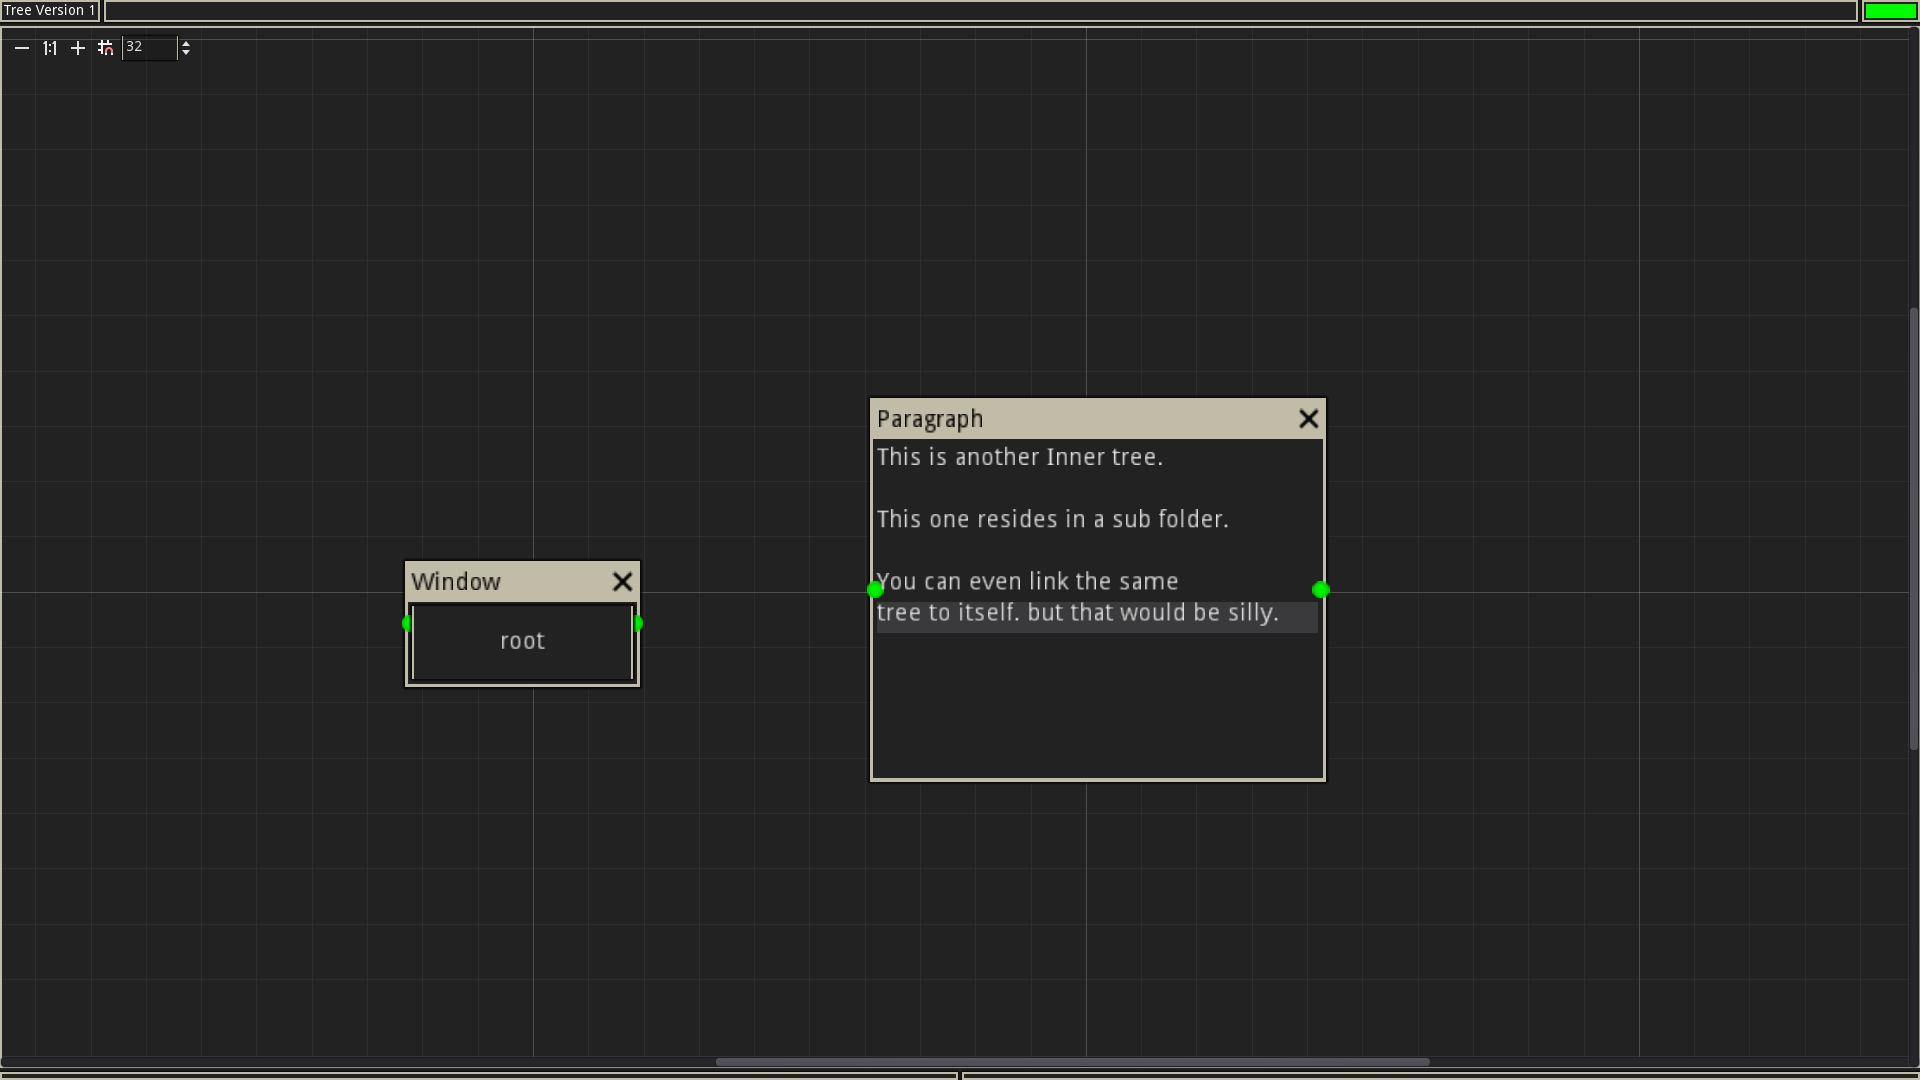 Tree Version 1
1:1
32
Paragraph
This is another Inner tree.
This one resides in a sub folder.
You can even link the same
tree to itself. but that would be silly.
Window
root